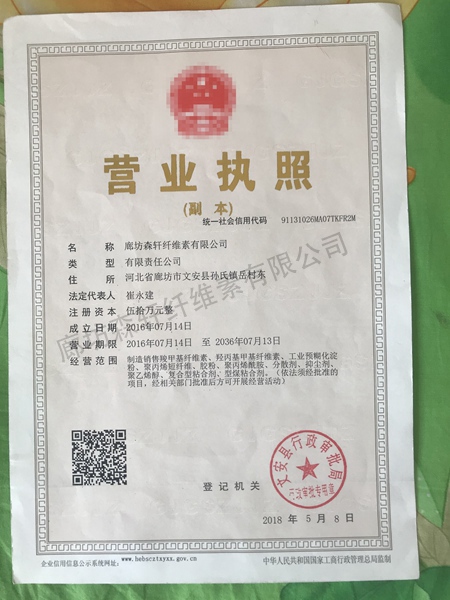 营业执照
(副 本)
统一社会信用代码 91131026MA07TKFR2M
名 称 廊坊森轩纤维素有限公司
类 型 有限责任公司
住 所 河北省廊坊市文安县孙氏镇岳村东
法定代表人 崔永建
注册资本 伍拾万元整
成立日期 2016年07月14日
营业期限 2016年07月14日 至 2036年07月13日
经营范围 制造销售羧甲基纤维素、羟丙基甲基纤维素、工业预糊化淀
粉、聚丙烯短纤维、胶粉、聚丙烯酰胺、分散剂、抑尘剂、
聚乙烯醇、复合型粘合剂、型煤粘合剂。（依法须经批准的
项目，经相关部门批准后方可开展经营活动）
廊坊森轩纤维素有限公司
文安县行政审批局
行政审批专用章
登记机关
2018 年 5 月 8 日
企业信用信息公示系统网址: www.hebscztxyxx.gov.cn
中华人民共和国国家工商行政管理总局监制